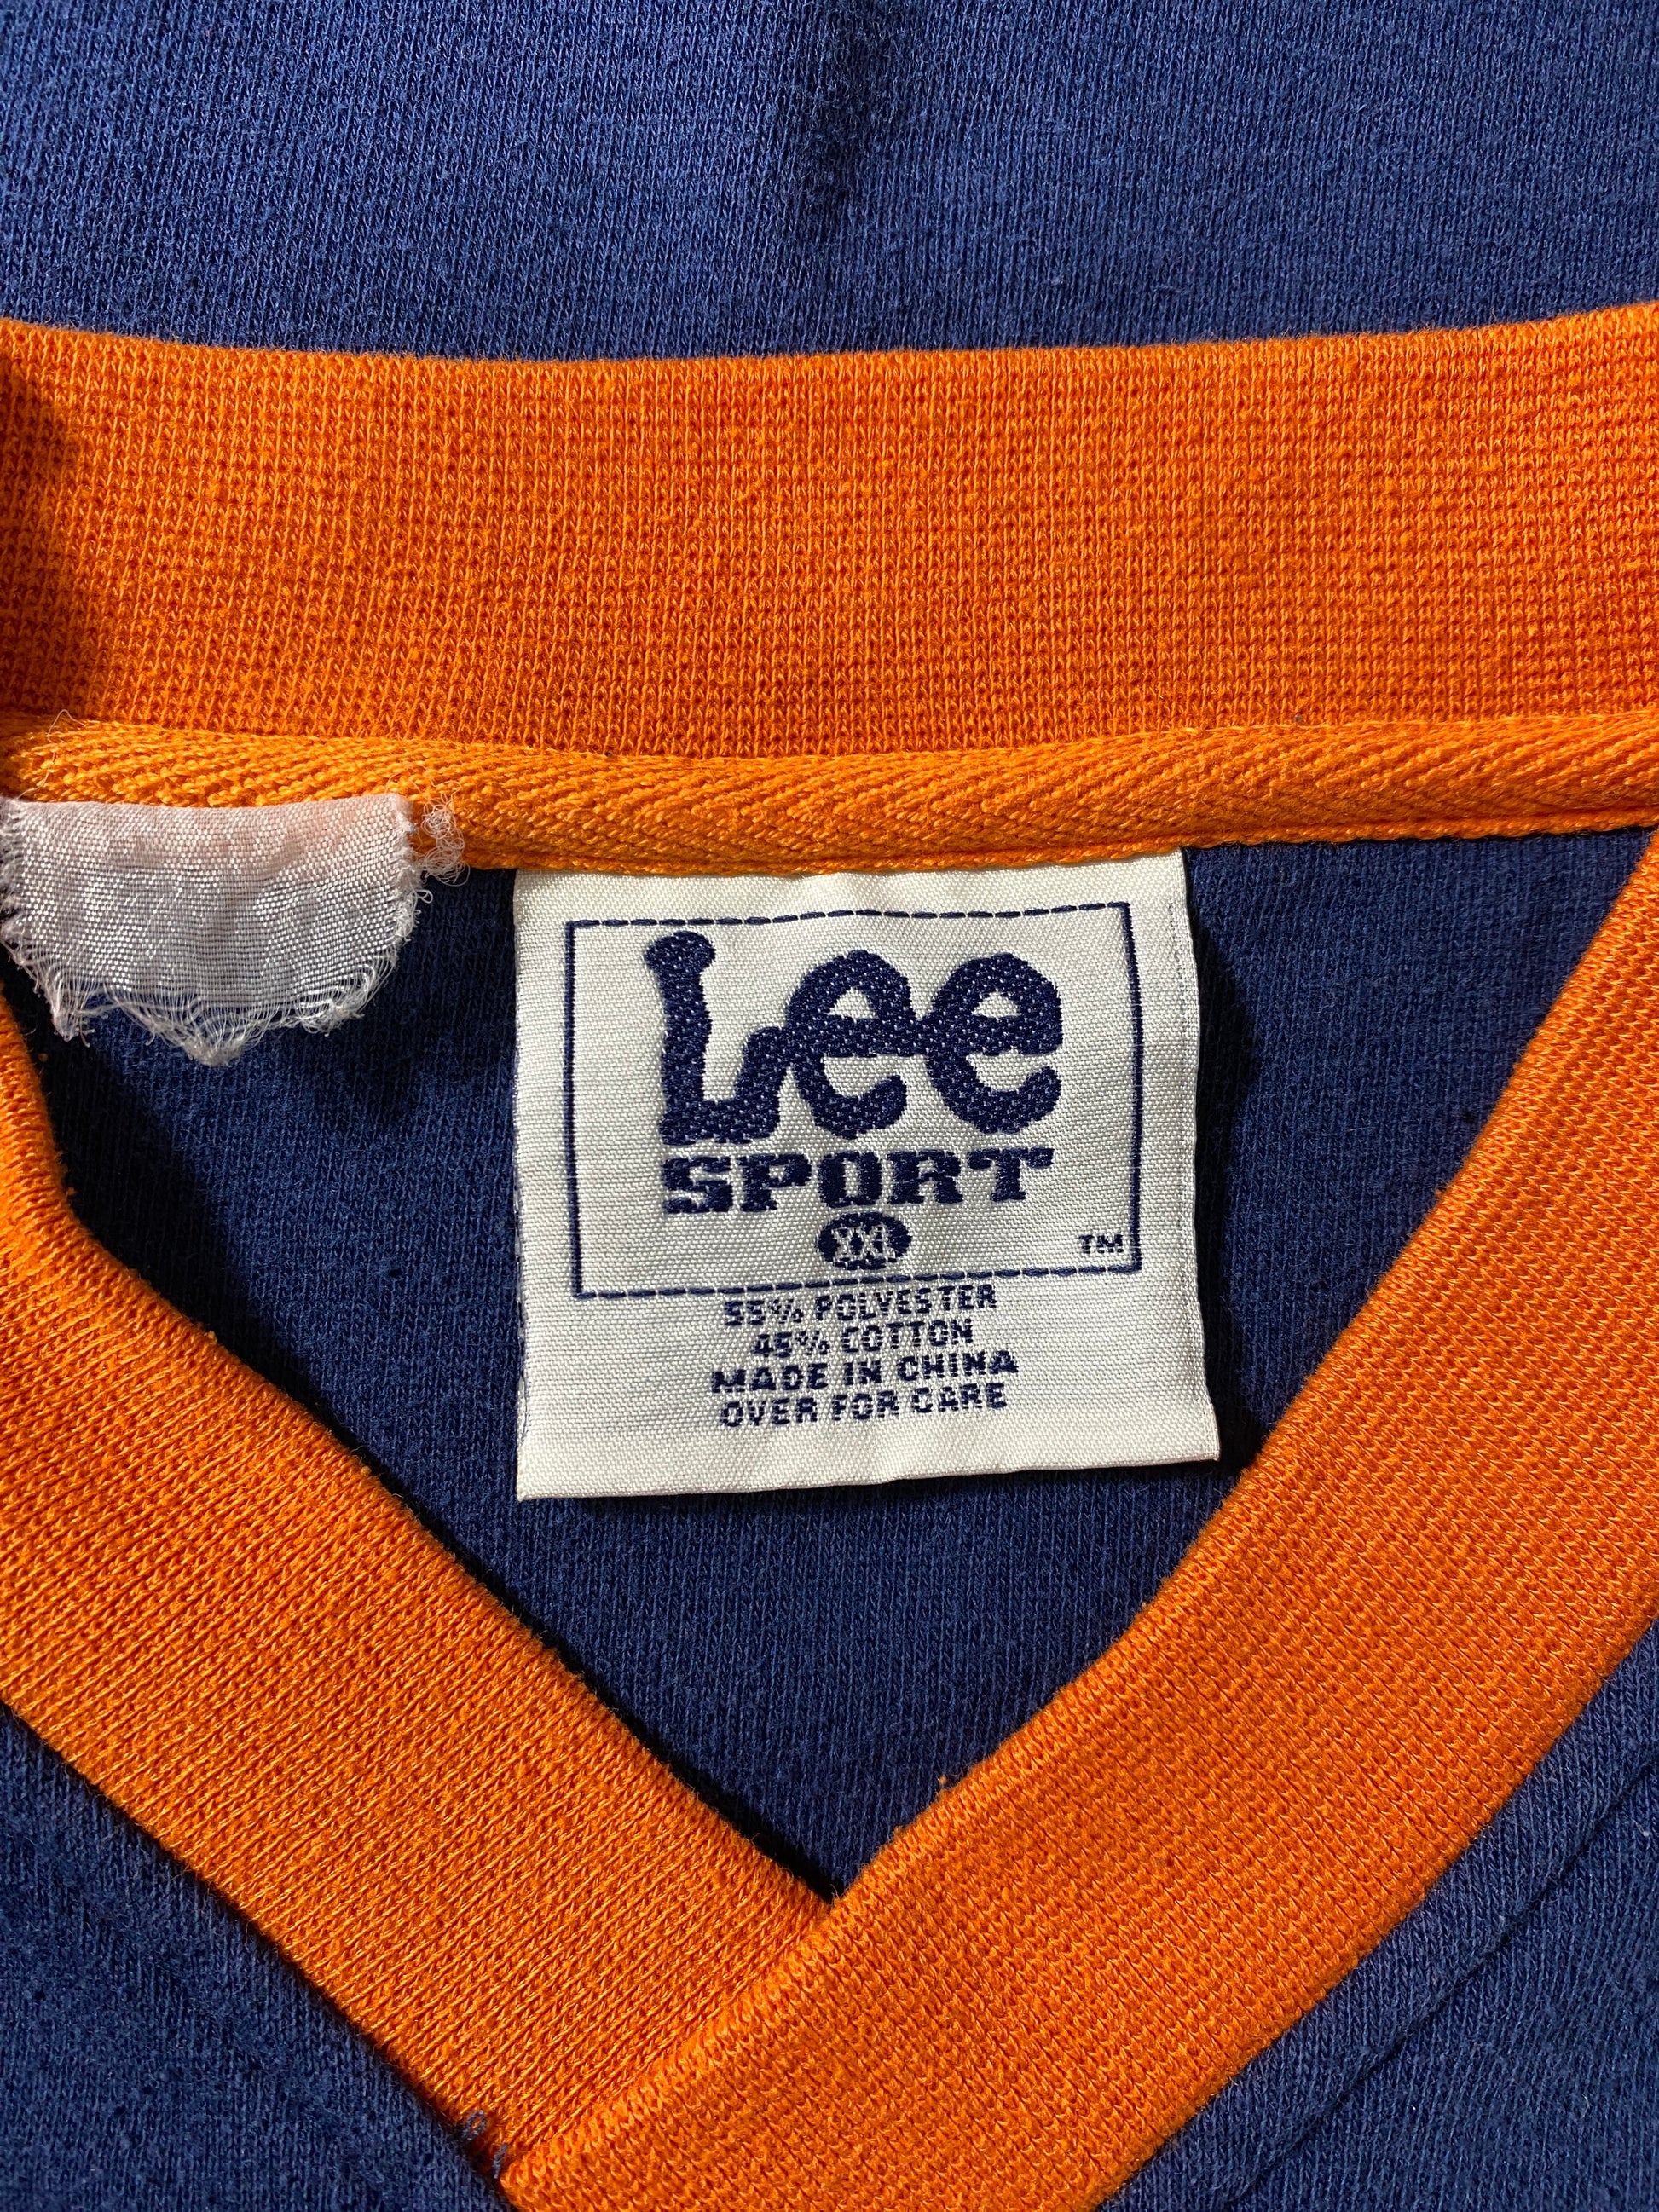 Lee
SPORT
XXL
TM
55% POLYESTER
45% COTTON
MADE IN CHINA
OVER FOR CARE